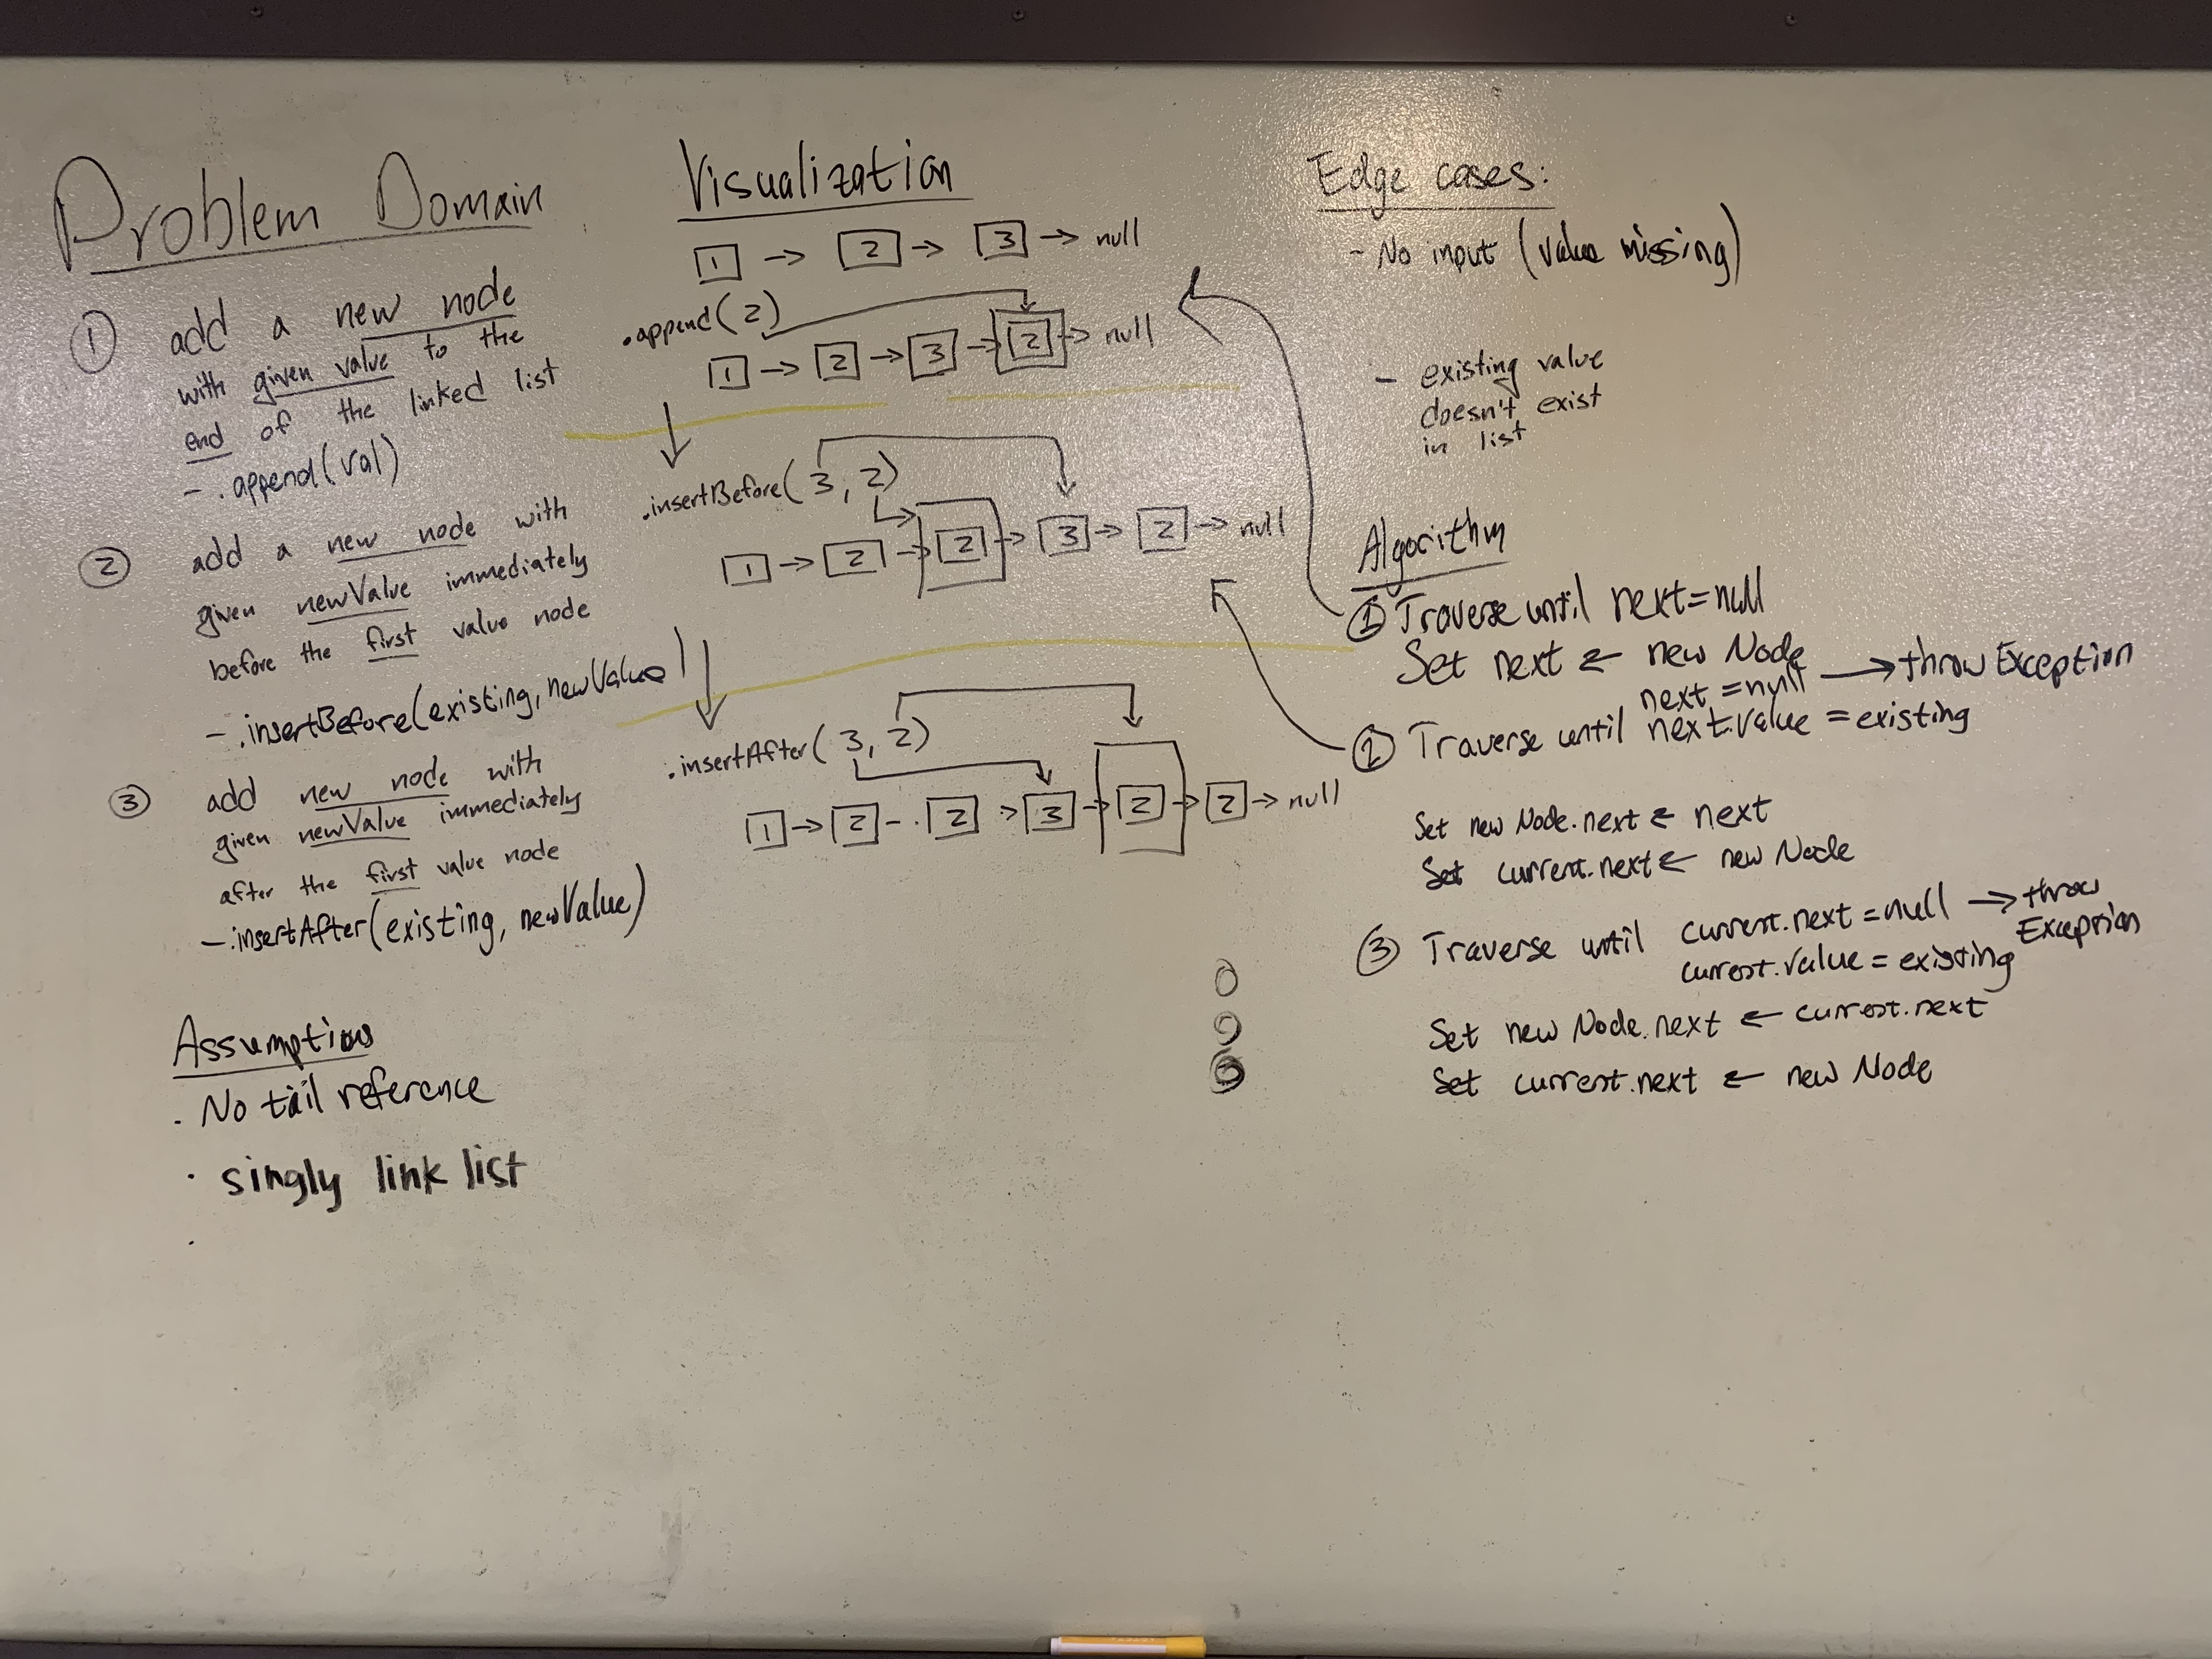 Problem Domain
① add a new node
with given value to the
end of the linked list
- .append(val)
② add a new node with
given newValue immediately
before the first value node
- .insertBefore(existing, newValue)
③ add new node with
given newValue immediately
after the first value node
- .insertAfter(existing, newValue)
Assumptions
. No tail reference
. singly link list
.
Visualization
1 → 2 → 3 → null
.append(2)
1 → 2 → 3 → 2 → null
.insertBefore(3, 2)
1 → 2 → 2 → 3 → 2 → null
.insertAfter(3, 2)
1 → 2 - . 2 → 3 → 2 → 2 → null
Edge cases:
- No input (value missing)
- existing value
doesn't exist
in list
Algorithm
① Traverse until next = null
Set next ← new Node
next = null → throw Exception
② Traverse until next.value = existing
Set new Node.next ← next
Set current.next ← new Node
③ Traverse until current.next = null → throw Exception
current.value = existing
Set new Node.next ← current.next
Set current.next ← new Node